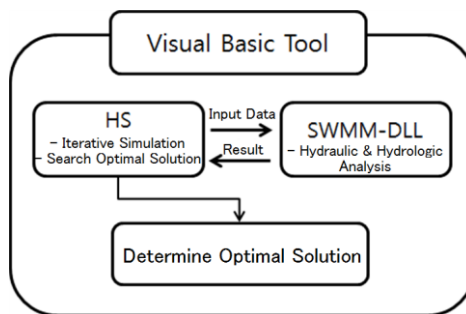 Visual Basic Tool
HS
- Iterative Simulation
- Search Optimal Solution
Input Data
Result
SWMM-DLL
- Hydraulic & Hydrologic
Analysis
Determine Optimal Solution